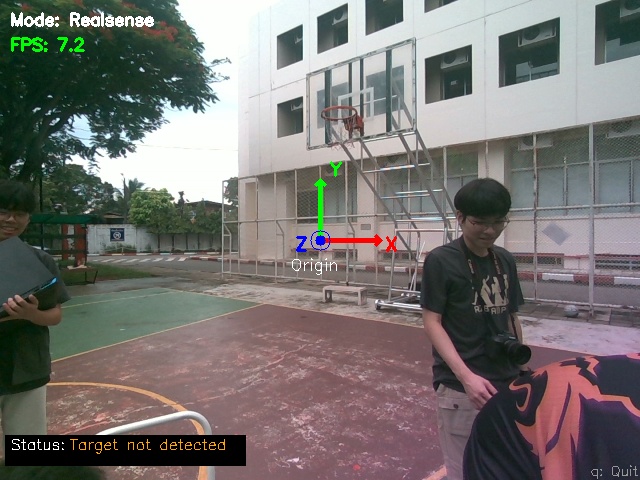 Mode: Realsense
FPS: 7.2
Y
Z
X
Origin
Status: Target not detected
q: Quit